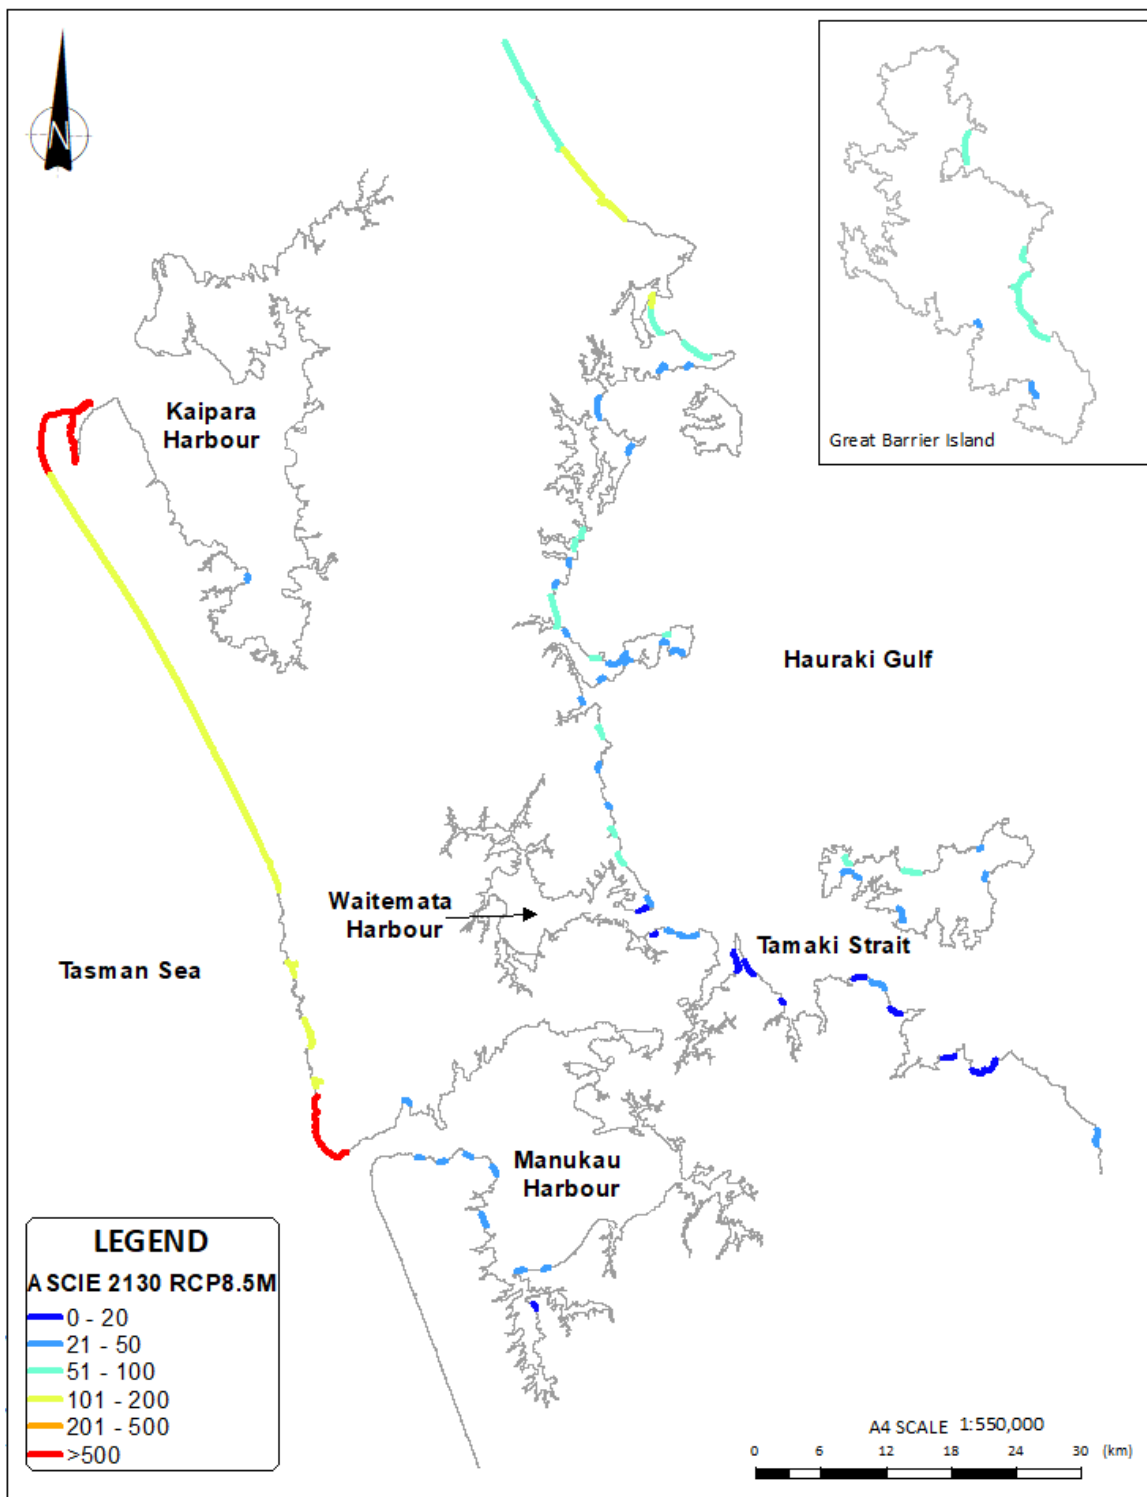 N
Great Barrier Island
Kaipara
Harbour
Hauraki Gulf
Waitemata
Harbour
Tamaki Strait
Tasman Sea
Manukau
Harbour
LEGEND
ASCIE 2130 RCP8.5M
0 - 20
21 - 50
51 - 100
101 - 200
201 - 500
>500
A4 SCALE 1:550,000
0 6 12 18 24 30 (km)